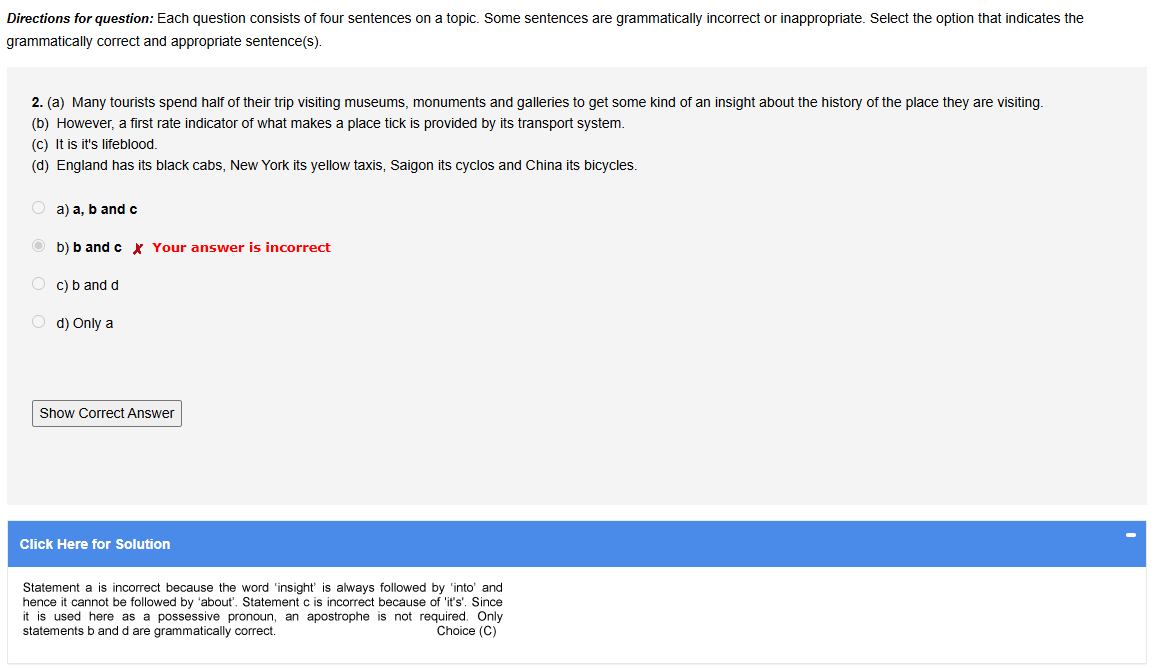 Directions for question: Each question consists of four sentences on a topic. Some sentences are grammatically incorrect or inappropriate. Select the option that indicates the
grammatically correct and appropriate sentence(s).
2. (a) Many tourists spend half of their trip visiting museums, monuments and galleries to get some kind of an insight about the history of the place they are visiting.
(b) However, a first rate indicator of what makes a place tick is provided by its transport system.
(c) It is it's lifeblood.
(d) England has its black cabs, New York its yellow taxis, Saigon its cyclos and China its bicycles.
a) a, b and c
b) b and c ✗ Your answer is incorrect
c) b and d
d) Only a
Show Correct Answer
Click Here for Solution
Statement a is incorrect because the word 'insight' is always followed by 'into' and
hence it cannot be followed by 'about'. Statement c is incorrect because of 'it's'. Since
it is used here as a possessive pronoun, an apostrophe is not required. Only
statements b and d are grammatically correct. Choice (C)